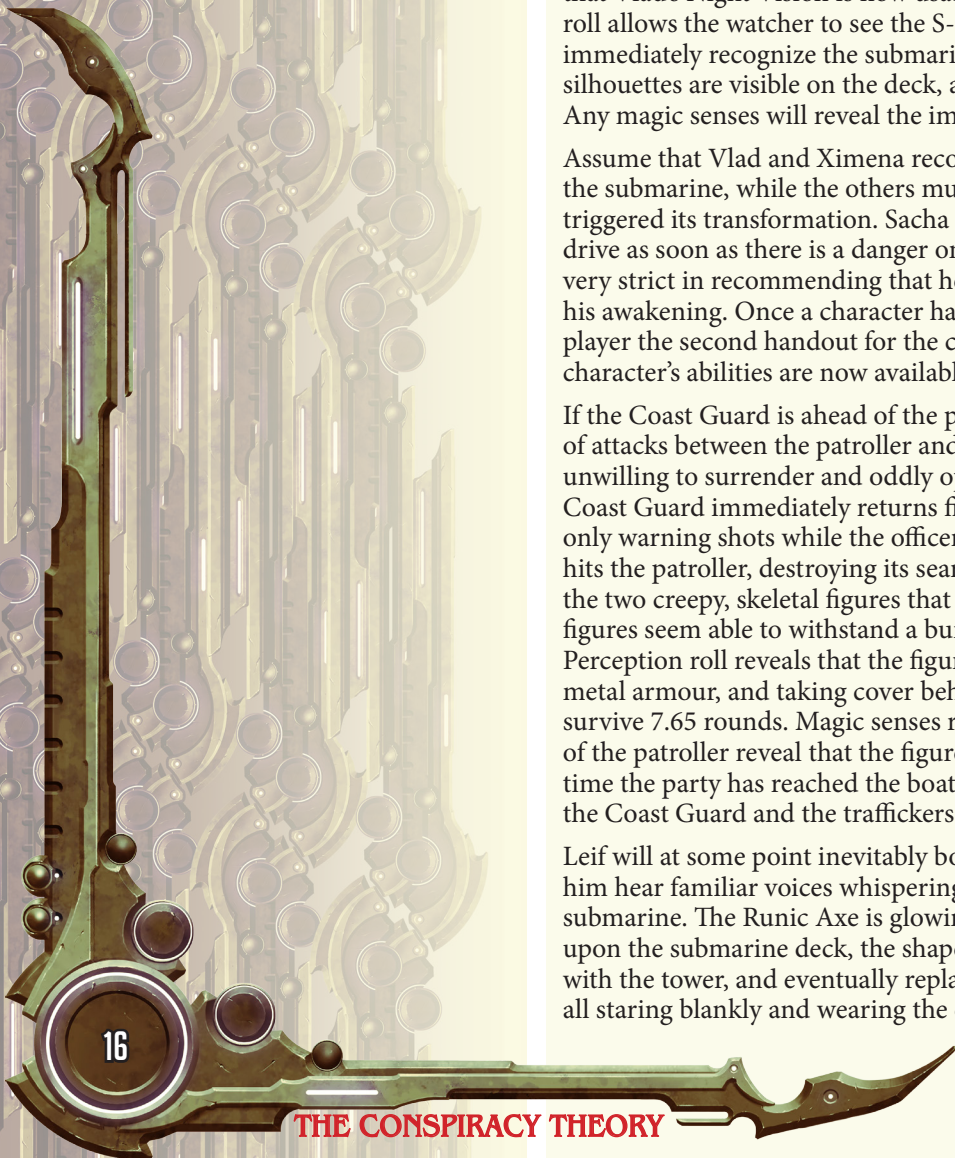 roll allows the watcher to see the S-
immediately recognize the submari
silhouettes are visible on the deck, a
Any magic senses will reveal the im
Assume that Vlad and Ximena reco
the submarine, while the others mu
triggered its transformation. Sacha
drive as soon as there is a danger or
very strict in recommending that he
his awakening. Once a character ha
player the second handout for the c
character’s abilities are now availabl
If the Coast Guard is ahead of the p
of attacks between the patroller and
unwilling to surrender and oddly op
Coast Guard immediately returns fi
only warning shots while the officer
hits the patroller, destroying its sear
the two creepy, skeletal figures that
figures seem able to withstand a bur
Perception roll reveals that the figur
metal armour, and taking cover beh
survive 7.65 rounds. Magic senses r
of the patroller reveal that the figure
time the party has reached the boat
the Coast Guard and the traffickers
Leif will at some point inevitably bo
him hear familiar voices whispering
submarine. The Runic Axe is glowin
upon the submarine deck, the shape
with the tower, and eventually repla
all staring blankly and wearing the
16
THE CONSPIRACY THEORY